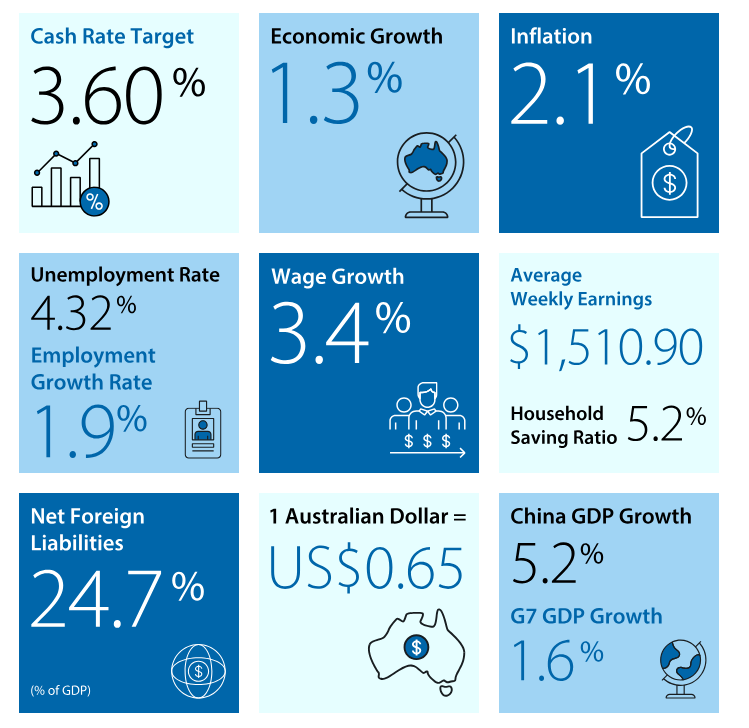 Cash Rate Target
3.60%
%
Economic Growth
1.3%
Inflation
2.1%
$
Unemployment Rate
4.32%
Employment
Growth Rate
1.9%
Wage Growth
3.4%
$ $ $
Average
Weekly Earnings
$1,510.90
Household
Saving Ratio
5.2%
Net Foreign
Liabilities
24.7%
$
(% of GDP)
1 Australian Dollar =
US$0.65
$
China GDP Growth
5.2%
G7 GDP Growth
1.6%